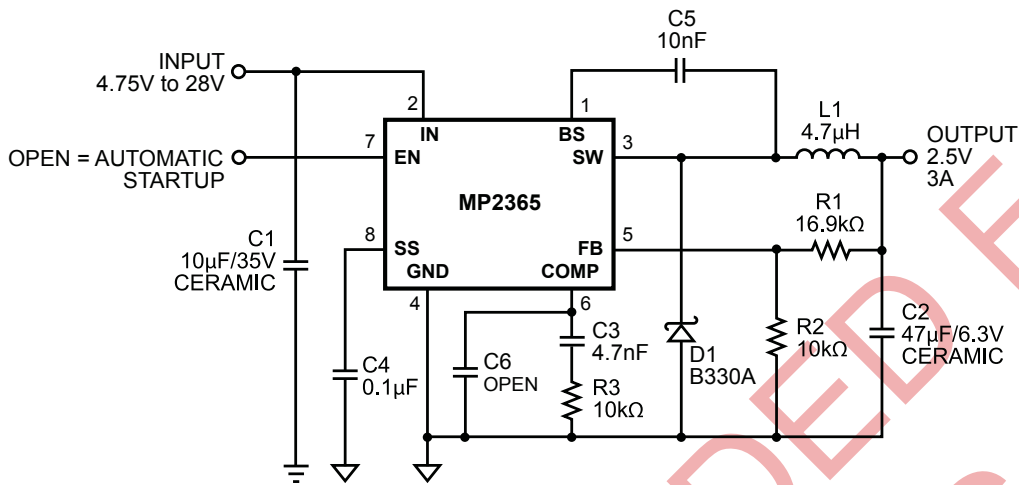 C5
10nF
INPUT
4.75V to 28V
2
1
IN
BS
L1
4.7µH
OUTPUT
2.5V
3A
7
EN
SW
3
OPEN = AUTOMATIC
STARTUP
MP2365
R1
16.9kΩ
8
SS
FB
5
C1
10µF/35V
CERAMIC
GND
COMP
4
6
C3
4.7nF
C2
47µF/6.3V
CERAMIC
R2
10kΩ
D1
B330A
C4
0.1µF
C6
OPEN
R3
10kΩ